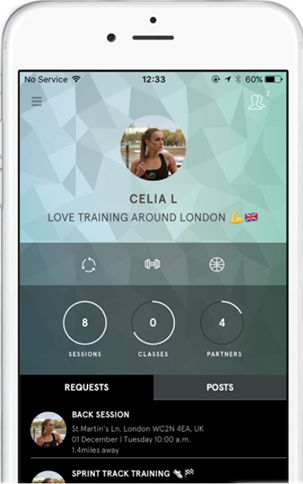 No Service 12:33 60%
2
CELIA L
LOVE TRAINING AROUND LONDON 💪🇬🇧
8 0 4
SESSIONS CLASSES PARTNERS
REQUESTS POSTS
BACK SESSION
St Martin's Ln, London WC2N 4EA, UK
01 December | Tuesday 10:00 a.m.
1.4miles away
SPRINT TRACK TRAINING 👟🏁